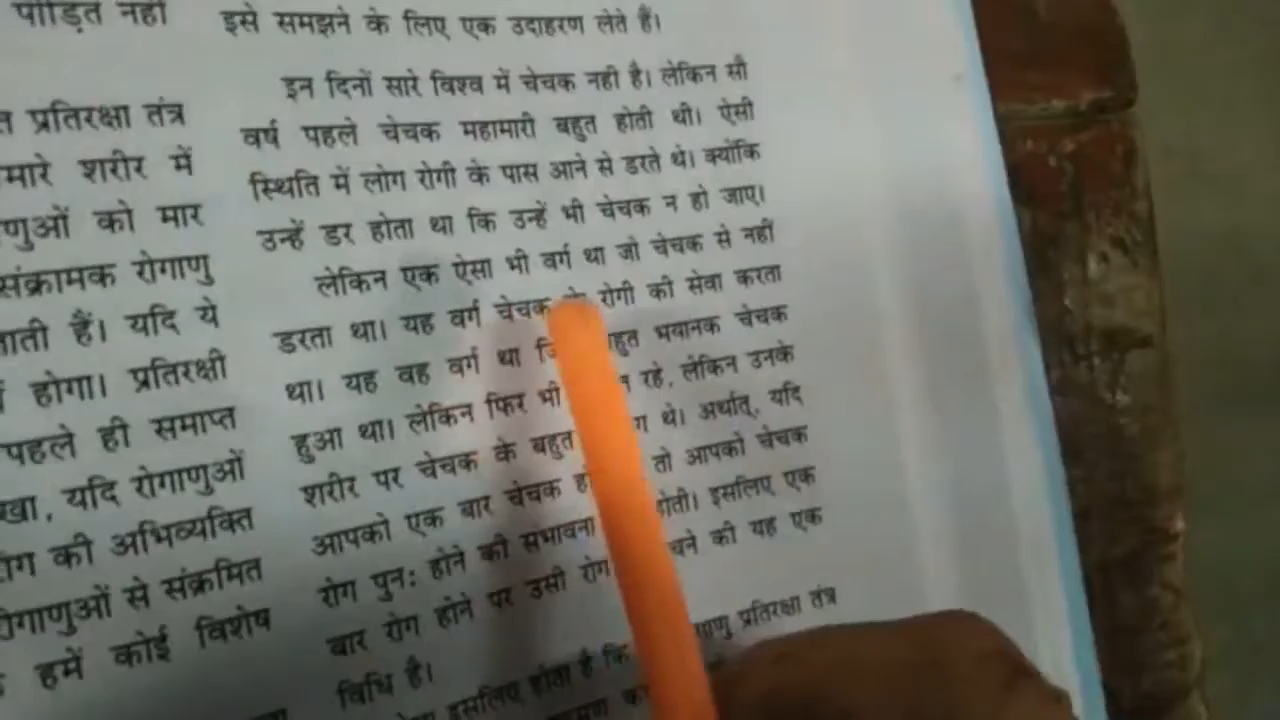 पीड़ित नहीं
प्रतिरक्षा तंत्र
मारे शरीर में
णुओं को मार
संक्रामक रोगाणु
जाती हैं। यदि ये
होगा। प्रतिरक्षी
पहले ही समाप्त
यदि रोगाणुओं
की अभिव्यक्ति
रोगाणुओं से संक्रमित
हमें कोई विशेष
इसे समझने के लिए एक उदाहरण लेते हैं।
इन दिनों सारे विश्व में चेचक नहीं है। लेकिन सौ
वर्ष पहले चेचक महामारी बहुत होती थी। ऐसी
स्थिति में लोग रोगी के पास आने से डरते थे। क्योंकि
उन्हें डर होता था कि उन्हें भी चेचक न हो जाए।
लेकिन एक ऐसा भी वर्ग था जो चेचक से नहीं
डरता था। यह वर्ग चेचक रोगी की सेवा करता
था। यह वह वर्ग था भयानक चेचक
हुआ था। लेकिन फिर भी रहे, लेकिन उनके
शरीर पर चेचक के बहुत थे। अर्थात्, यदि
आपको एक बार चेचक तो आपको चेचक
रोग पुन: होने की संभावना होती। इसलिए एक
बार रोग होने पर उसी रोग की यह एक
विधि है।
इसलिए होता है कि प्रतिरक्षा तंत्र